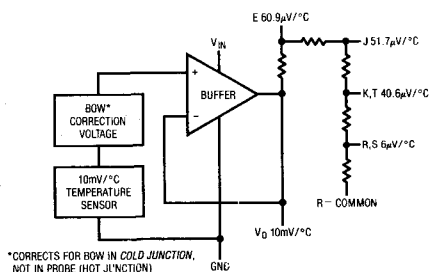 E 60.9µV/°C
VIN
J 51.7µV/°C
+
BUFFER
−
K,T 40.6µV/°C
BOW*
CORRECTION
VOLTAGE
R,S 6µV/°C
10mV/°C
TEMPERATURE
SENSOR
R− COMMON
VO 10mV/°C
*CORRECTS FOR BOW IN COLD JUNCTION,
NOT IN PROBE (HOT JUNCTION)
GND